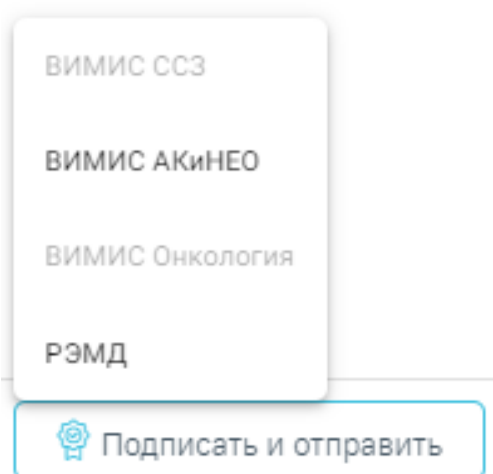 ВИМИС ССЗ
ВИМИС АКиНЕО
ВИМИС Онкология
РЭМД
Подписать и отправить